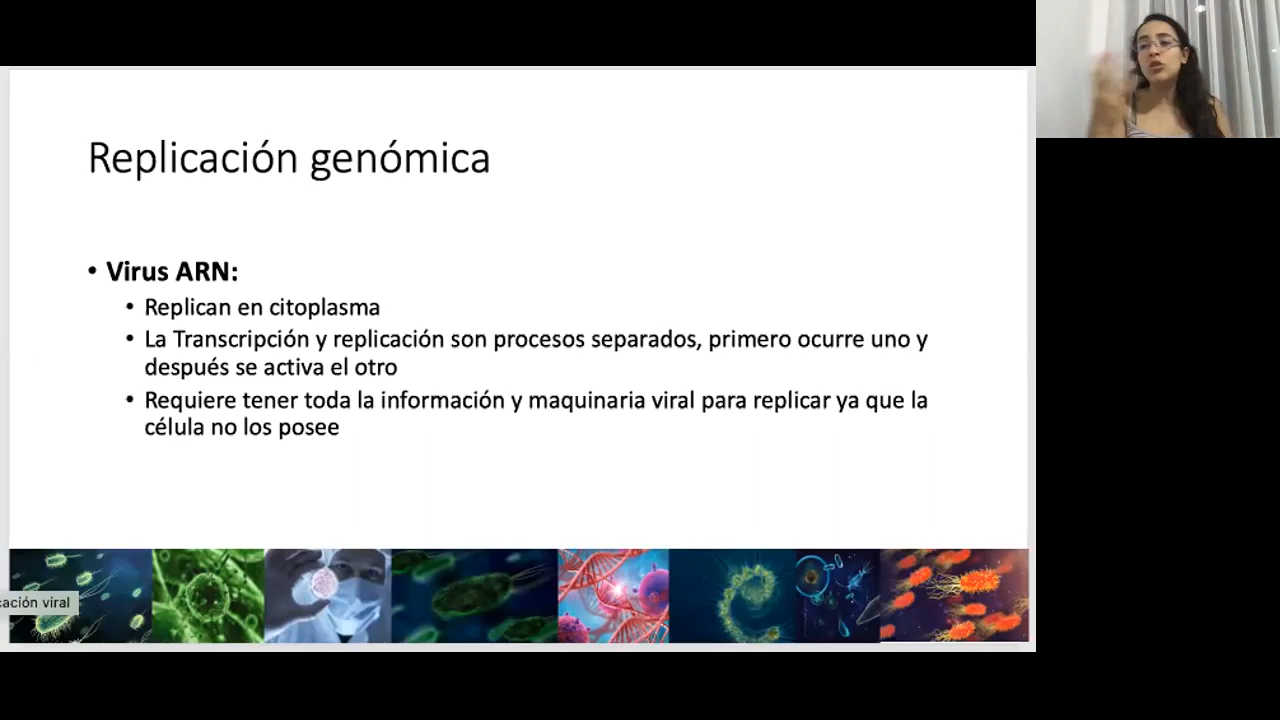 Replicación genómica
• Virus ARN:
• Replican en citoplasma
• La Transcripción y replicación son procesos separados, primero ocurre uno y
después se activa el otro
• Requiere tener toda la información y maquinaria viral para replicar ya que la
célula no los posee
cación viral